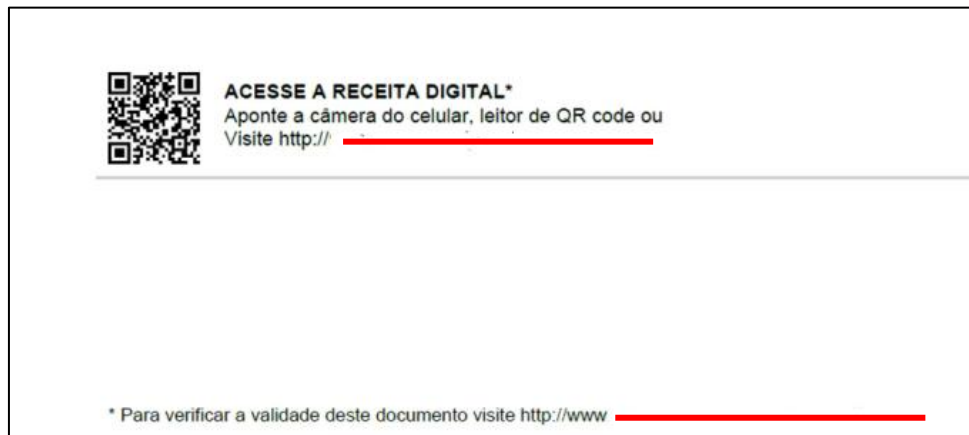 ACESSE A RECEITA DIGITAL*
Aponte a câmera do celular, leitor de QR code ou
Visite http://
* Para verificar a validade deste documento visite http://www